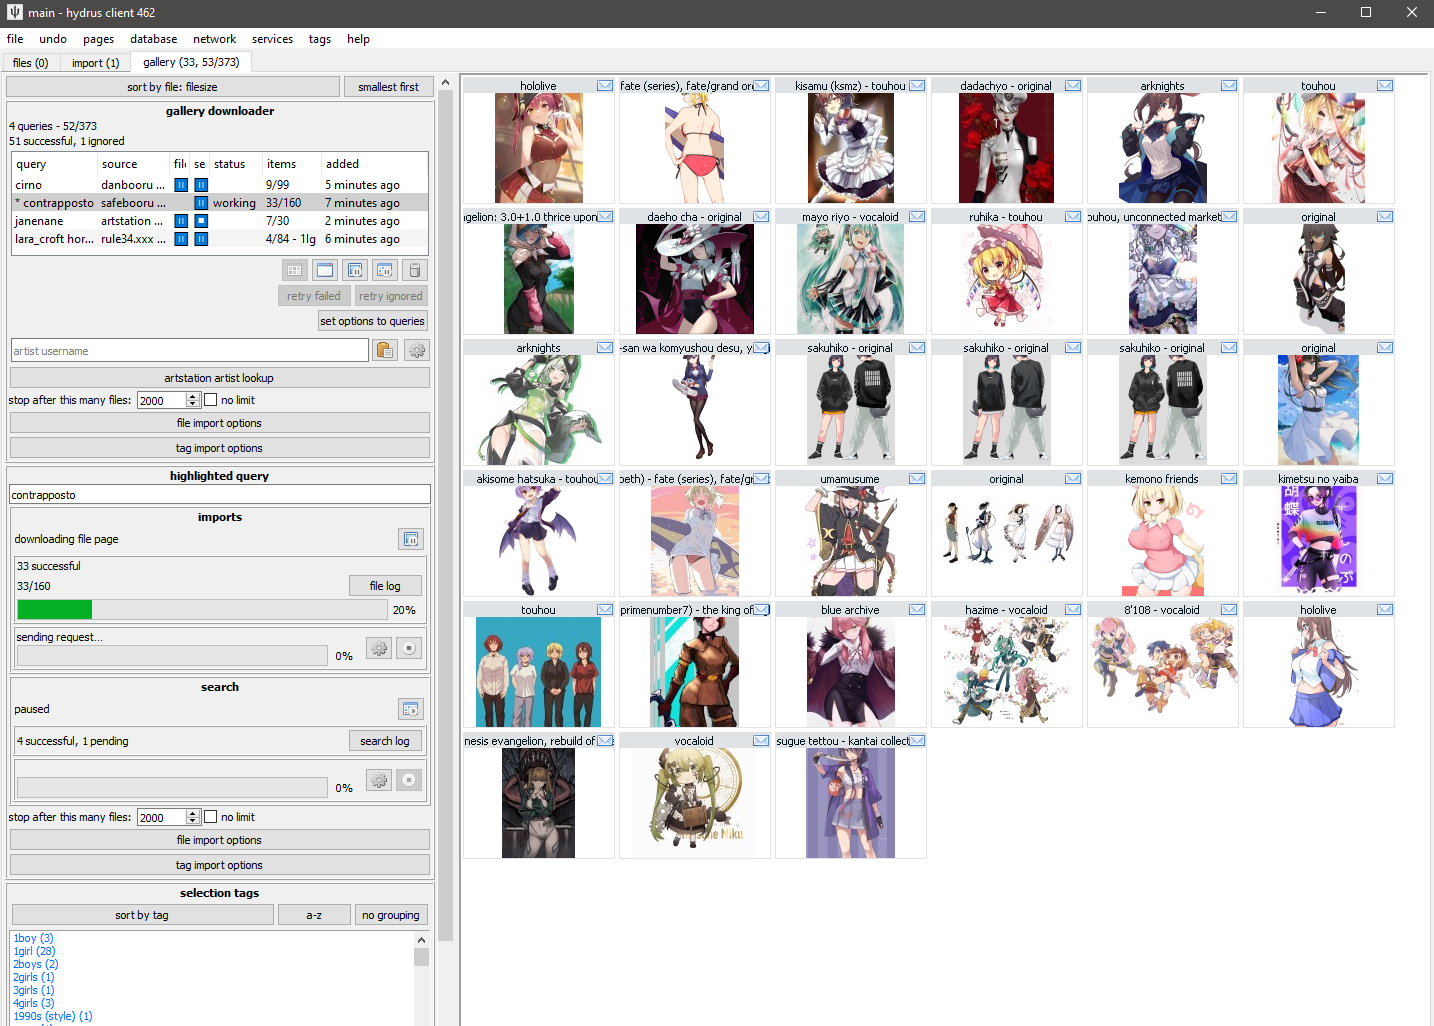 main - hydrus client 462
file undo pages database network services tags help
files (0) import (1) gallery (33, 53/373)
sort by file: filesize smallest first
gallery downloader
4 queries - 52/373
51 successful, 1 ignored
query source file se status items added
cirno danbooru ... 9/99 5 minutes ago
* contrapposto safebooru ... working 33/160 7 minutes ago
janenane artstation ... 7/30 2 minutes ago
lara_croft hor... rule34.xxx ... 4/84 - 1Ig 6 minutes ago
retry failed retry ignored
set options to queries
artist username
artstation artist lookup
stop after this many files: 2000 no limit
file import options
tag import options
highlighted query
contrapposto
imports
downloading file page
33 successful
33/160 file log
20%
sending request...
0%
search
paused
4 successful, 1 pending search log
0%
stop after this many files: 2000 no limit
file import options
tag import options
selection tags
sort by tag a-z no grouping
1boy (3)
1girl (28)
2boys (2)
2girls (1)
3girls (1)
4girls (3)
1990s (style) (1)
hololive
fate (series), fate/grand or
kisamu (ksmz) - touhou
dadachyo - original
arknights
touhou
ngelion: 3.0+1.0 thrice upon
daeho cha - original
mayo riyo - vocaloid
ruhika - touhou
ouhou, unconnected market
original
arknights
-san wa komyushou desu, y
sakuhiko - original
sakuhiko - original
sakuhiko - original
original
akisome hatsuka - touhou
beth) - fate (series), fate/gr
umamusume
original
kemono friends
kimetsu no yaiba
胡蝶
しのぶ
touhou
primenumber7) - the king of
blue archive
hazime - vocaloid
8'108 - vocaloid
hololive
nesis evangelion, rebuild of
vocaloid
Hatsune Miku
sugue tettou - kantai collect